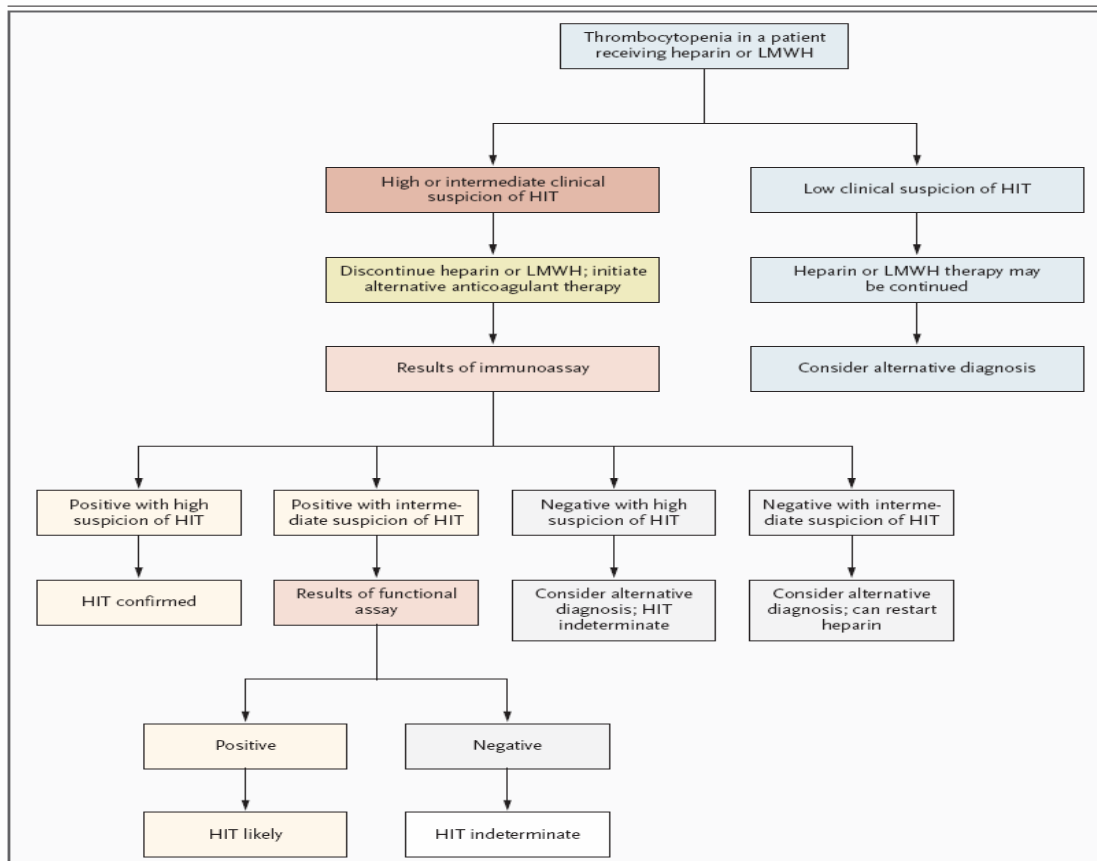 Thrombocytopenia in a patient
receiving heparin or LMWH
High or intermediate clinical
suspicion of HIT
Low clinical suspicion of HIT
Discontinue heparin or LMWH; initiate
alternative anticoagulant therapy
Heparin or LMWH therapy may
be continued
Results of immunoassay
Consider alternative diagnosis
Positive with high
suspicion of HIT
Positive with interme-
diate suspicion of HIT
Negative with high
suspicion of HIT
Negative with interme-
diate suspicion of HIT
HIT confirmed
Results of functional
assay
Consider alternative
diagnosis; HIT
indeterminate
Consider alternative
diagnosis; can restart
heparin
Positive
Negative
HIT likely
HIT indeterminate